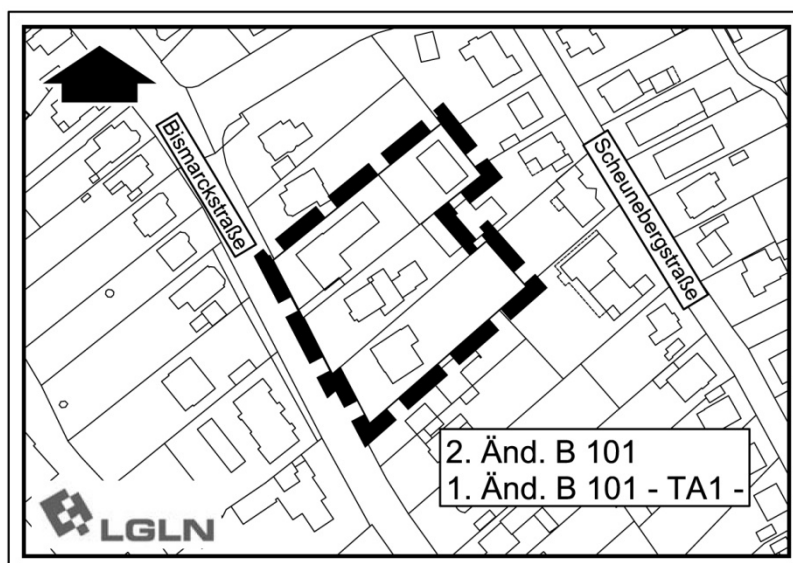 Bismarckstraße
Scheunebergstraße
2. Änd. B 101
1. Änd. B 101 - TA1 -
LGLN